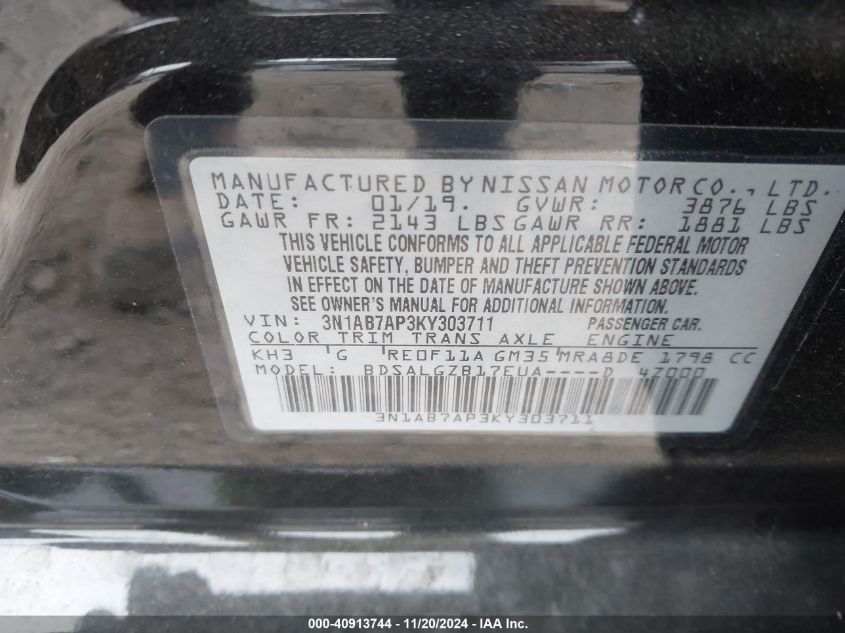 MANUFACTURED BY NISSAN MOTOR CO., LTD.
DATE: 01/19. GVWR: 3876 LBS
GAWR FR: 2143 LBS GAWR RR: 1881 LBS
THIS VEHICLE CONFORMS TO ALL APPLICABLE FEDERAL MOTOR
VEHICLE SAFETY, BUMPER AND THEFT PREVENTION STANDARDS
IN EFFECT ON THE DATE OF MANUFACTURE SHOWN ABOVE.
SEE OWNER'S MANUAL FOR ADDITIONAL INFORMATION.
VIN: 3N1AB7AP3KY303711 PASSENGER CAR.
COLOR TRIM TRANS AXLE ENGINE
KH3 G RE0F11A GM35 MRA8DE 1798 CC
MODEL: BDSALGZB17EUA----D 4Z000
3N1AB7AP3KY303711
000-40913744 - 11/20/2024 - IAA Inc.